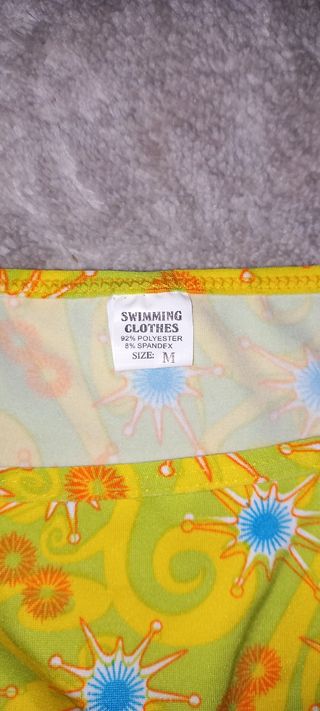 SWIMMING
CLOTHES
92% POLYESTER
8% SPANDEX
SIZE: M